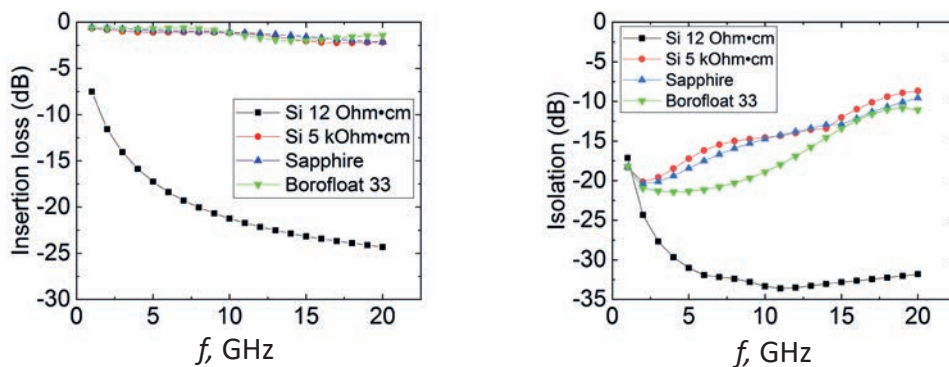 0
-5
-10
-15
-20
-25
-30
Insertion loss (dB)
Si 12 Ohm•cm
Si 5 kOhm•cm
Sapphire
Borofloat 33
0 5 10 15 20
f, GHz
0
-5
-10
-15
-20
-25
-30
-35
Isolation (dB)
Si 12 Ohm•cm
Si 5 kOhm•cm
Sapphire
Borofloat 33
0 5 10 15 20
f, GHz